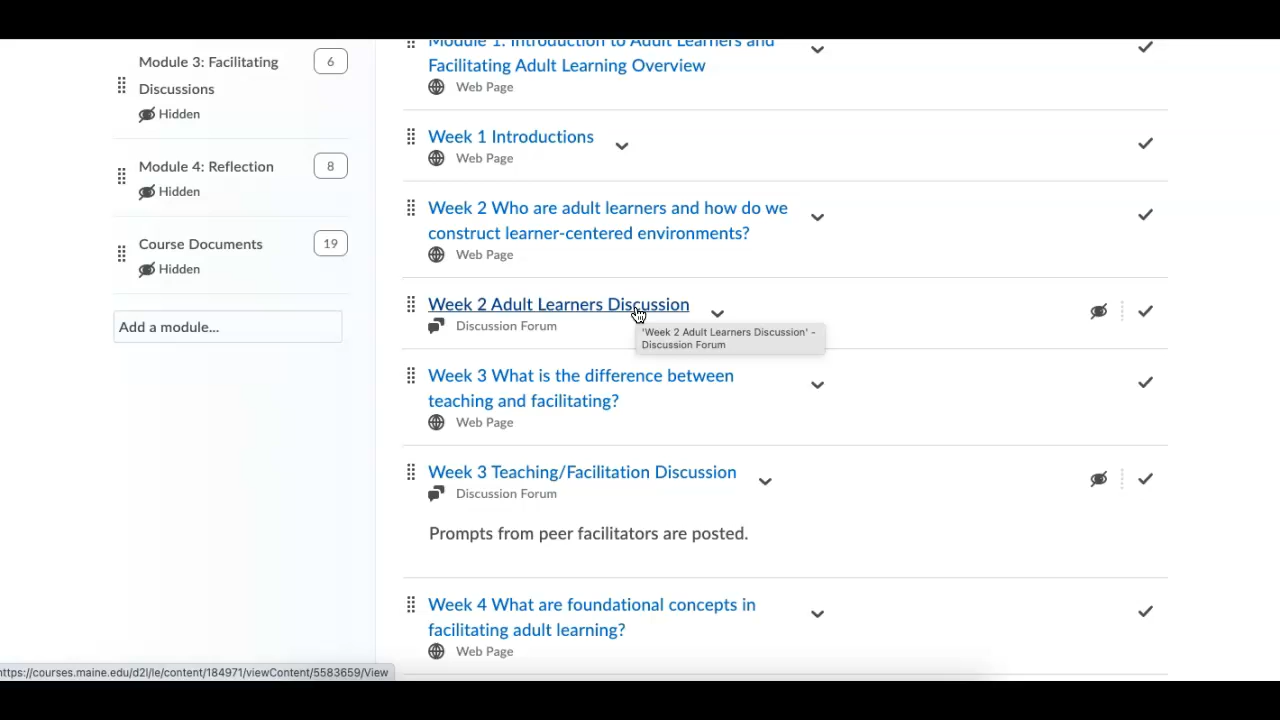 Module 3: Facilitating
Discussions
6
Hidden
Module 4: Reflection
8
Hidden
Course Documents
19
Hidden
Add a module...
Module 1: Introduction to Adult Learners and
Facilitating Adult Learning Overview
Web Page
Week 1 Introductions
Web Page
Week 2 Who are adult learners and how do we
construct learner-centered environments?
Web Page
Week 2 Adult Learners Discussion
Discussion Forum
'Week 2 Adult Learners Discussion' -
Discussion Forum
Week 3 What is the difference between
teaching and facilitating?
Web Page
Week 3 Teaching/Facilitation Discussion
Discussion Forum
Prompts from peer facilitators are posted.
Week 4 What are foundational concepts in
facilitating adult learning?
Web Page
https://courses.maine.edu/d2l/le/content/184971/viewContent/5583659/View